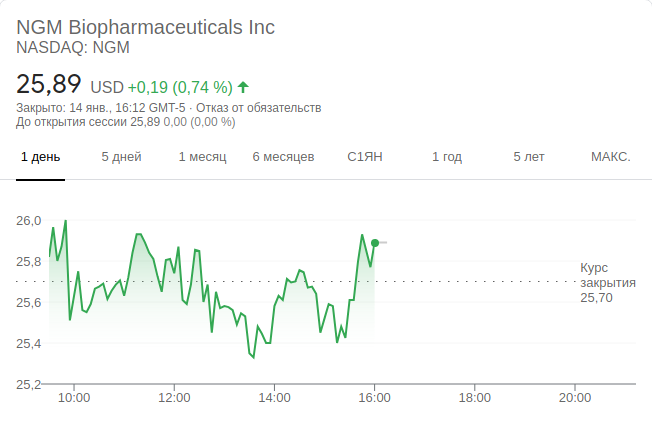 NGM Biopharmaceuticals Inc
NASDAQ: NGM
25,89 USD +0,19 (0,74 %)
Закрыто: 14 янв., 16:12 GMT-5 · Отказ от обязательств
До открытия сессии 25,89 0,00 (0,00 %)
1 день 5 дней 1 месяц 6 месяцев С1ЯН 1 год 5 лет МАКС.
26,0
25,8
Курс
закрытия
25,70
25,6
25,4
25,2
10:00 12:00 14:00 16:00 18:00 20:00